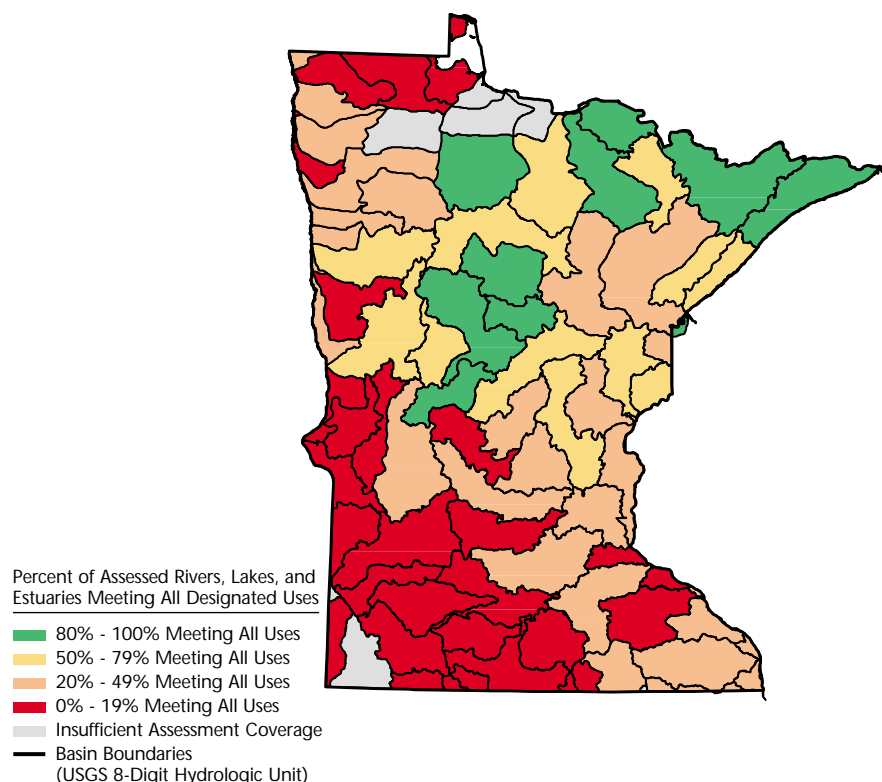 Percent of Assessed Rivers, Lakes, and
Estuaries Meeting All Designated Uses
80% - 100% Meeting All Uses
50% - 79% Meeting All Uses
20% - 49% Meeting All Uses
0% - 19% Meeting All Uses
Insufficient Assessment Coverage
Basin Boundaries
(USGS 8-Digit Hydrologic Unit)